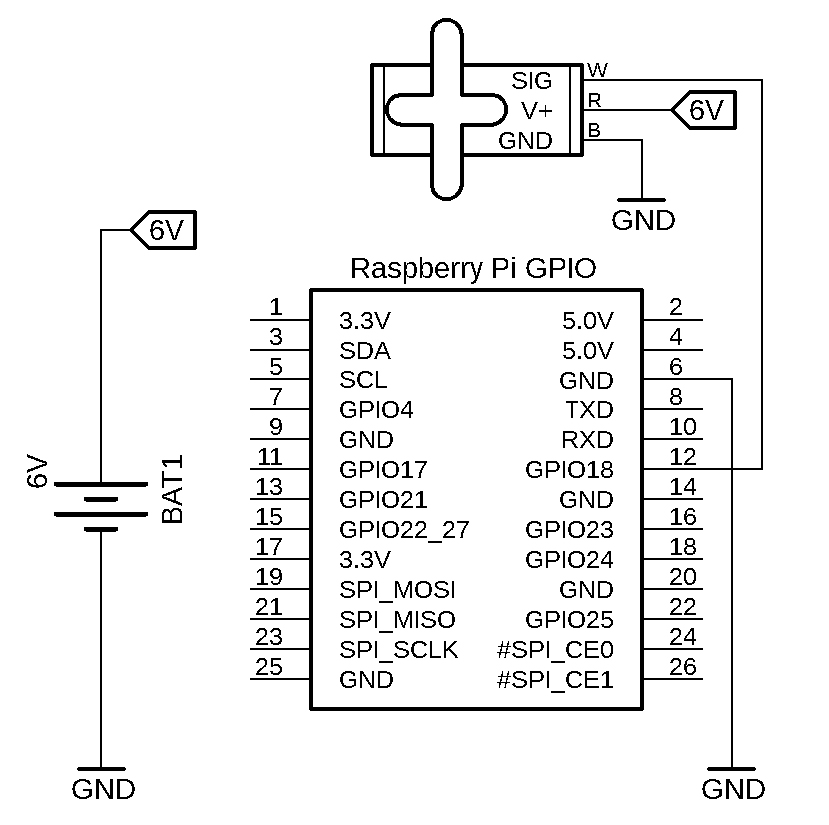 SIG W
V+ R 6V
GND B
GND
6V
Raspberry Pi GPIO
1 3.3V 5.0V 2
3 SDA 5.0V 4
5 SCL GND 6
7 GPIO4 TXD 8
9 GND RXD 10
11 GPIO17 GPIO18 12
13 GPIO21 GND 14
15 GPIO22_27 GPIO23 16
17 3.3V GPIO24 18
19 SPI_MOSI GND 20
21 SPI_MISO GPIO25 22
23 SPI_SCLK #SPI_CE0 24
25 GND #SPI_CE1 26
6V
BAT1
GND
GND